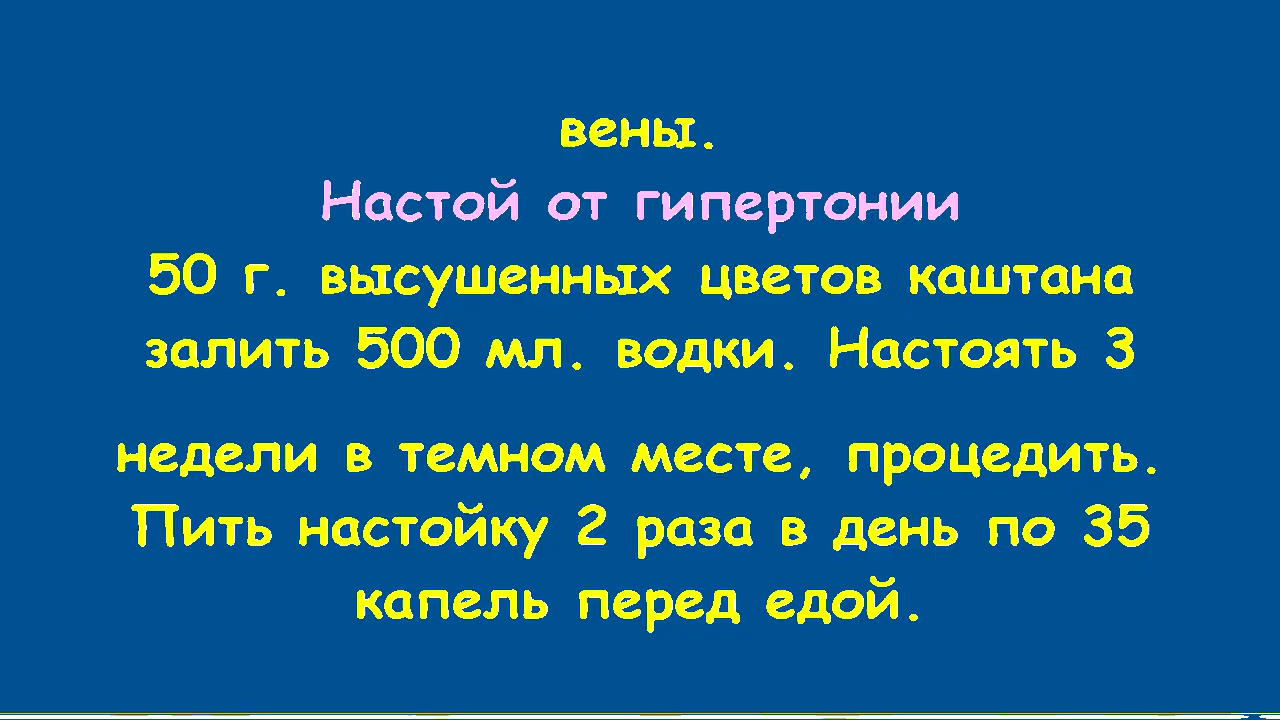 вены.
Настой от гипертонии
50 г. высушенных цветов каштана
залить 500 мл. водки. Настоять 3
недели в темном месте, процедить.
Пить настойку 2 раза в день по 35
капель перед едой.